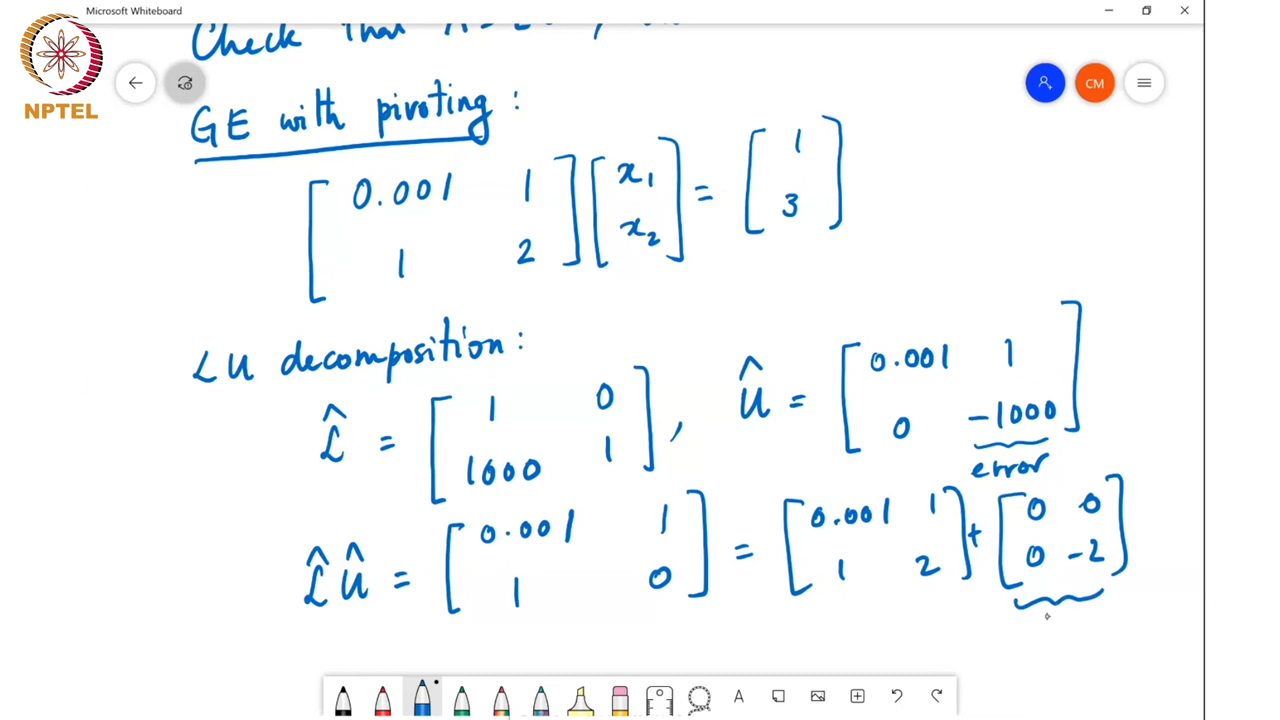 Microsoft Whiteboard
Check that A =
NPTEL
CM
GE with pivoting :
[ 0.001 1 ; 1 2 ] [ x₁ ; x₂ ] = [ 1 ; 3 ]
LU decomposition :
L̂ = [ 1 0 ; 1000 1 ] , Û = [ 0.001 1 ; 0 -1000 ]
error
L̂Û = [ 0.001 1 ; 1 0 ] = [ 0.001 1 ; 1 2 ] + [ 0 0 ; 0 -2 ]
A